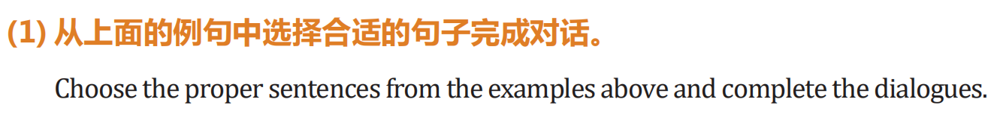 (1) 从上面的例句中选择合适的句子完成对话。
Choose the proper sentences from the examples above and complete the dialogues.